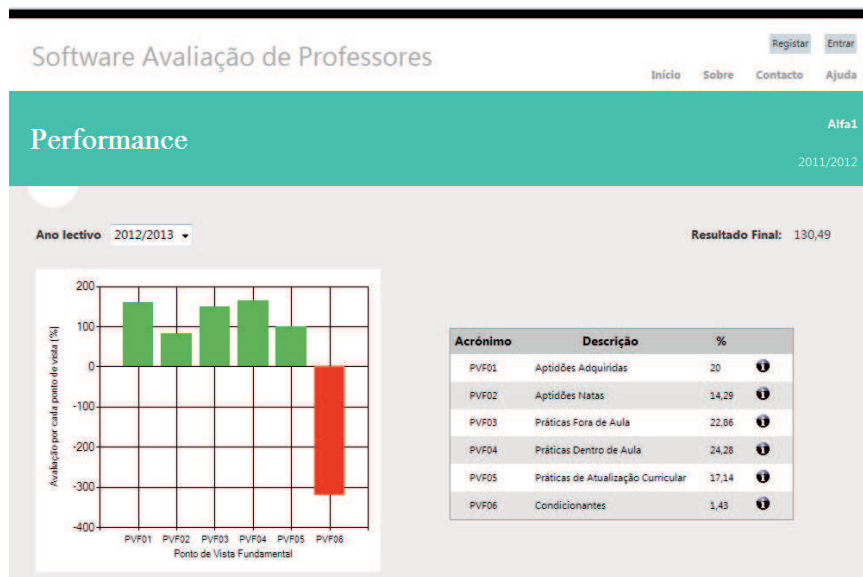 Software Avaliação de Professores
Registar Entrar
Início Sobre Contacto Ajuda
Performance
Alfa1
2011/2012
Ano lectivo 2012/2013
Resultado Final: 130,49
200
100
0
-100
-200
-300
-400
Avaliação por cada ponto de vista [%]
PVF01 PVF02 PVF03 PVF04 PVF05 PVF06
Ponto de Vista Fundamental
Acrónimo Descrição %
PVF01 Aptidões Adquiridas 20
PVF02 Aptidões Natas 14,29
PVF03 Práticas Fora de Aula 22,86
PVF04 Práticas Dentro de Aula 24,28
PVF05 Práticas de Atualização Curricular 17,14
PVF06 Condicionantes 1,43